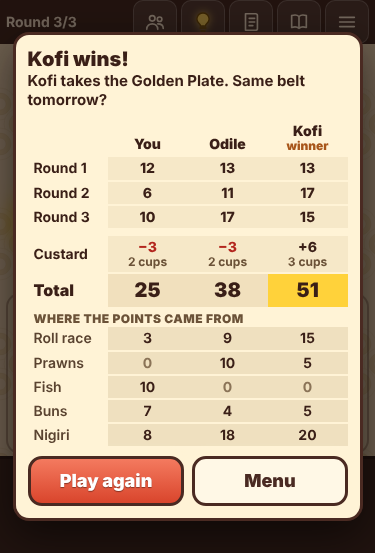 Round 3/3
Kofi wins!
Kofi takes the Golden Plate. Same belt
tomorrow?
You Odile Kofi
winner
Round 1 12 13 13
Round 2 6 11 17
Round 3 10 17 15
Custard −3 −3 +6
2 cups 2 cups 3 cups
Total 25 38 51
WHERE THE POINTS CAME FROM
Roll race 3 9 15
Prawns 0 10 5
Fish 10 0 0
Buns 7 4 5
Nigiri 8 18 20
Play again Menu